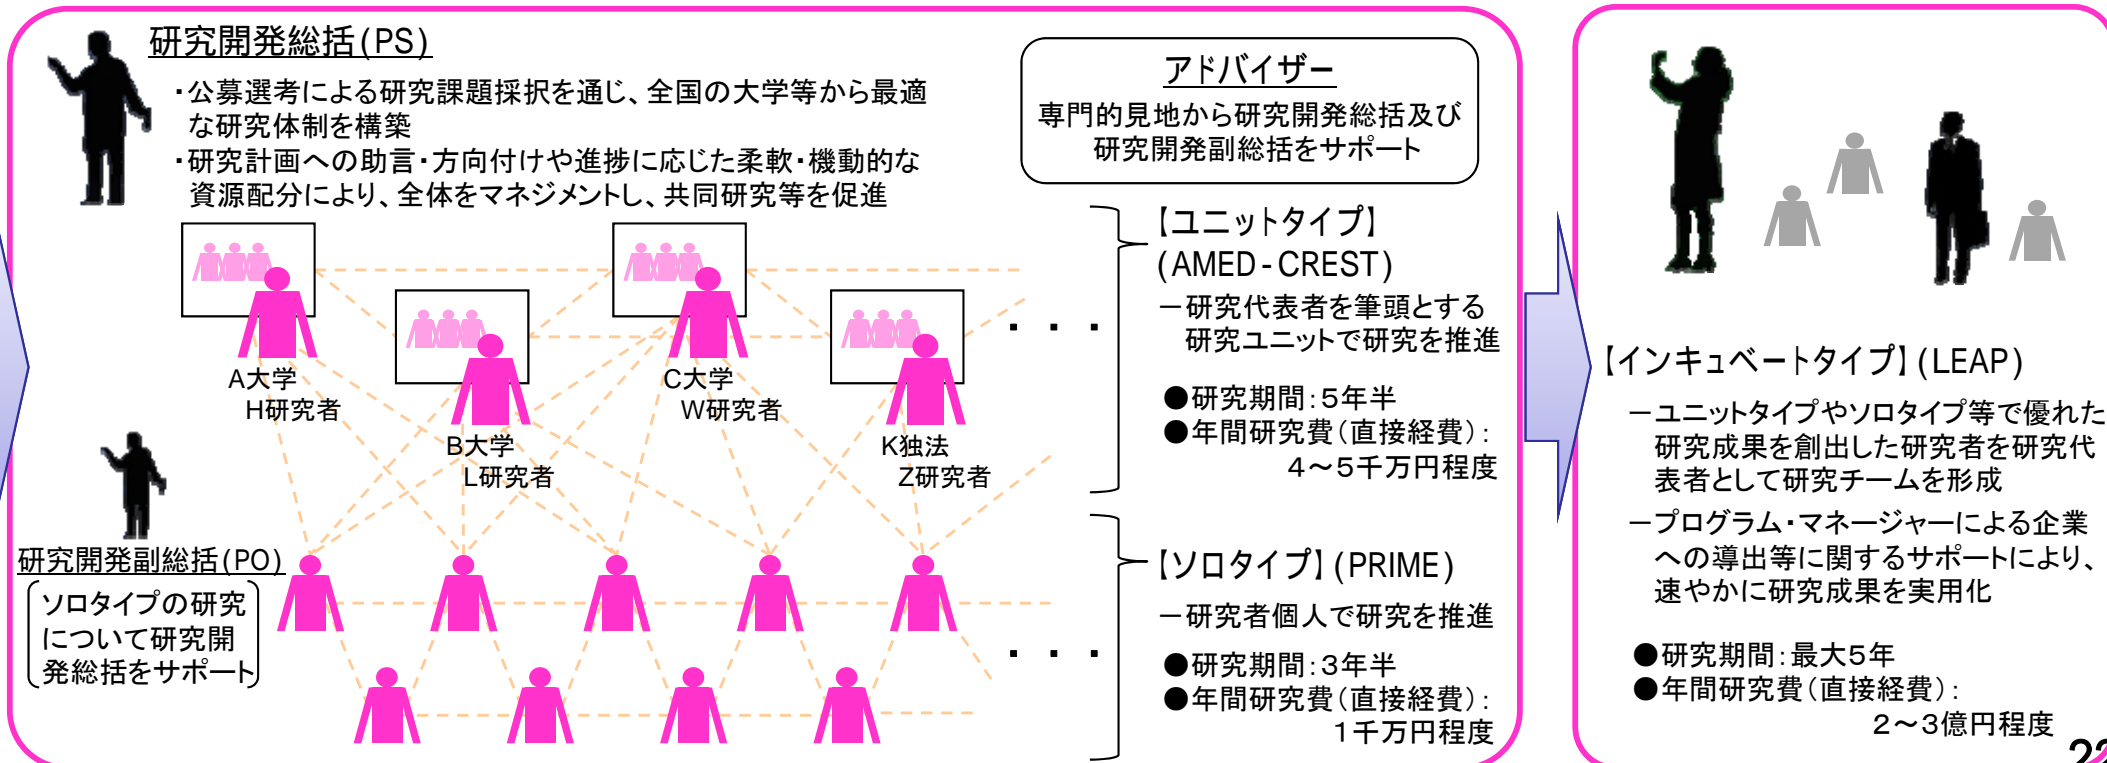 研究開発総括(PS)
・公募選考による研究課題採択を通じ、全国の大学等から最適
な研究体制を構築
・研究計画への助言・方向付けや進捗に応じた柔軟・機動的な
資源配分により、全体をマネジメントし、共同研究等を促進
アドバイザー
専門的見地から研究開発総括及び
研究開発副総括をサポート
A大学
H研究者
B大学
L研究者
C大学
W研究者
K独法
Z研究者
・・・
【ユニットタイプ】
(AMED-CREST)
－研究代表者を筆頭とする
研究ユニットで研究を推進
●研究期間：5年半
●年間研究費（直接経費）：
4～5千万円程度
研究開発副総括(PO)
ソロタイプの研究
について研究開
発総括をサポート
・・・
【ソロタイプ】(PRIME)
－研究者個人で研究を推進
●研究期間：3年半
●年間研究費（直接経費）：
1千万円程度
【インキュベートタイプ】(LEAP)
－ユニットタイプやソロタイプ等で優れた
研究成果を創出した研究者を研究代
表者として研究チームを形成
－プログラム・マネージャーによる企業
への導出等に関するサポートにより、
速やかに研究成果を実用化
●研究期間：最大5年
●年間研究費（直接経費）：
2～3億円程度